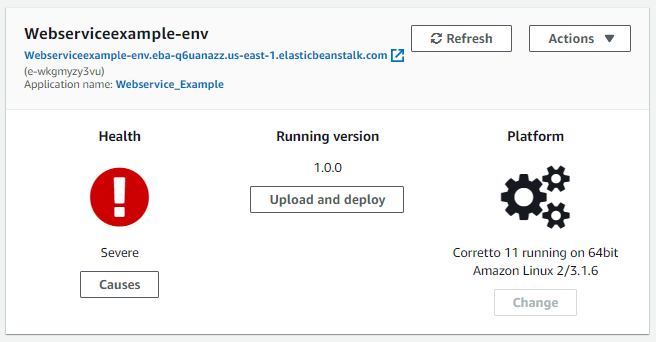 Webserviceexample-env
Refresh
Actions
Webserviceexample-env.eba-q6uanazz.us-east-1.elasticbeanstalk.com
(e-wkgmyzy3vu)
Application name: Webservice_Example
Health
Running version
Platform
1.0.0
Upload and deploy
Severe
Causes
Corretto 11 running on 64bit
Amazon Linux 2/3.1.6
Change